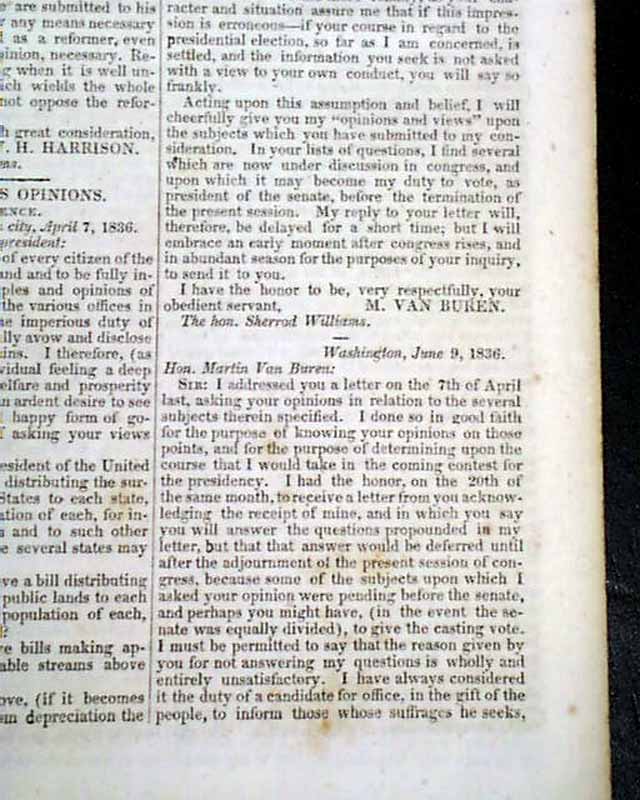 are submitted to his
any means necessary
as a reformer, even
opinion, necessary. Re-
when it is well un-
which wields the whole
not oppose the refor-
great consideration,
H. HARRISON.
OPINIONS.
city, April 7, 1836.
president:
of every citizen of the
and and to be fully in-
ples and opinions of
the various offices in
imperious duty of
lly avow and disclose
I therefore, (as
vidual feeling a deep
elfare and prosperity
n ardent desire to see
happy form of go-
asking your views
resident of the United
distributing the sur-
States to each state,
ation of each, for in-
and to such other
several states may
ve a bill distributing
public lands to each
population of each,
bills making ap-
able streams above
ove, (if it becomes
depreciation the
racter and situation assure me that if this impres-
sion is erroneous—if your course in regard to the
presidential election, so far as I am concerned, is
settled, and the information you seek is not asked
with a view to your own conduct, you will say so
frankly.
Acting upon this assumption and belief, I will
cheerfully give you my "opinions and views" upon
the subjects which you have submitted to my con-
sideration. In your lists of questions, I find several
which are now under discussion in congress, and
upon which it may become my duty to vote, as
president of the senate, before the termination of
the present session. My reply to your letter will,
therefore, be delayed for a short time; but I will
embrace an early moment after congress rises, and
in abundant season for the purposes of your inquiry,
to send it to you.
I have the honor to be, very respectfully, your
obedient servant, M. VAN BUREN.
The hon. Sherrod Williams.
Washington, June 9, 1836.
Hon. Martin Van Buren:
SIR: I addressed you a letter on the 7th of April
last, asking your opinions in relation to the several
subjects therein specified. I done so in good faith
for the purpose of knowing your opinions on those
points, and for the purpose of determining upon the
course that I would take in the coming contest for
the presidency. I had the honor, on the 20th of
the same month, to receive a letter from you acknow-
ledging the receipt of mine, and in which you say
you will answer the questions propounded in my
letter, but that that answer would be deferred until
after the adjournment of the present session of con-
gress, because some of the subjects upon which I
asked your opinion were pending before the senate,
and perhaps you might have, (in the event the se-
nate was equally divided), to give the casting vote.
I must be permitted to say that the reason given by
you for not answering my questions is wholly and
entirely unsatisfactory. I have always considered
it the duty of a candidate for office, in the gift of the
people, to inform those whose suffrages he seeks,